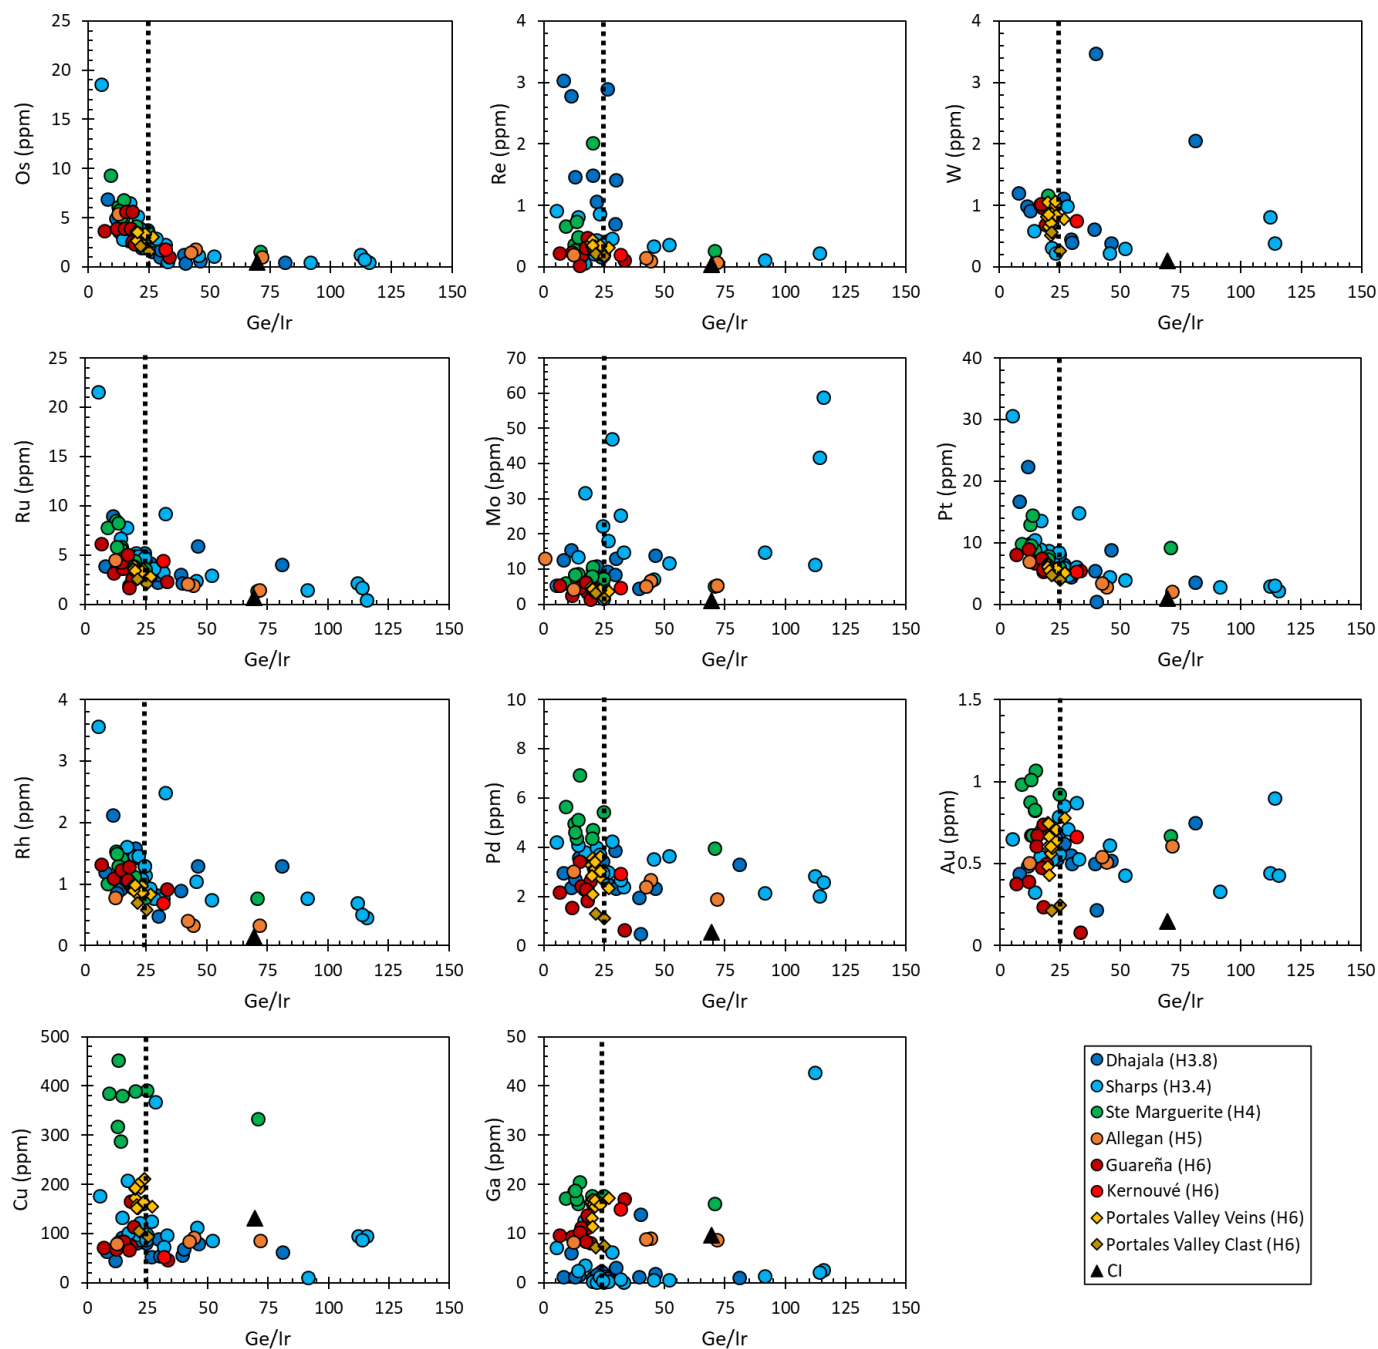 25
20
15
10
5
0
Os (ppm)
0 25 50 75 100 125 150
Ge/Ir
4
3
2
1
0
Re (ppm)
0 25 50 75 100 125 150
Ge/Ir
4
3
2
1
0
W (ppm)
0 25 50 75 100 125 150
Ge/Ir
25
20
15
10
5
0
Ru (ppm)
0 25 50 75 100 125 150
Ge/Ir
70
60
50
40
30
20
10
0
Mo (ppm)
0 25 50 75 100 125 150
Ge/Ir
40
30
20
10
0
Pt (ppm)
0 25 50 75 100 125 150
Ge/Ir
4
3
2
1
0
Rh (ppm)
0 25 50 75 100 125 150
Ge/Ir
10
8
6
4
2
0
Pd (ppm)
0 25 50 75 100 125 150
Ge/Ir
1.5
1
0.5
0
Au (ppm)
0 25 50 75 100 125 150
Ge/Ir
500
400
300
200
100
0
Cu (ppm)
0 25 50 75 100 125 150
Ge/Ir
50
40
30
20
10
0
Ga (ppm)
0 25 50 75 100 125 150
Ge/Ir
Dhajala (H3.8)
Sharps (H3.4)
Ste Marguerite (H4)
Allegan (H5)
Guareña (H6)
Kernouvé (H6)
Portales Valley Veins (H6)
Portales Valley Clast (H6)
CI